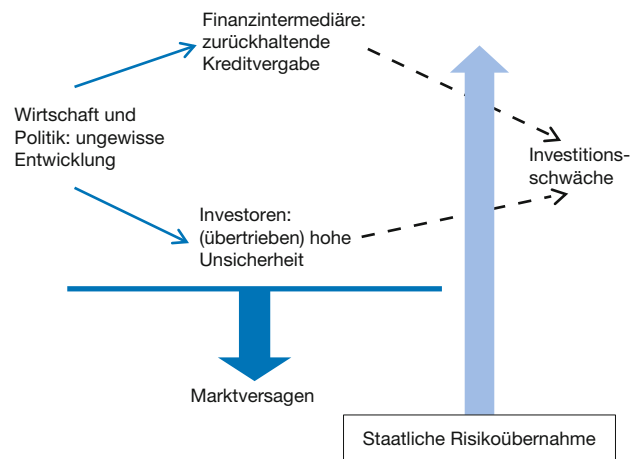 Finanzintermediäre:
zurückhaltende
Kreditvergabe
Wirtschaft und
Politik: ungewisse
Entwicklung
Investitions-
schwäche
Investoren:
(übertrieben) hohe
Unsicherheit
Marktversagen
Staatliche Risikoübernahme